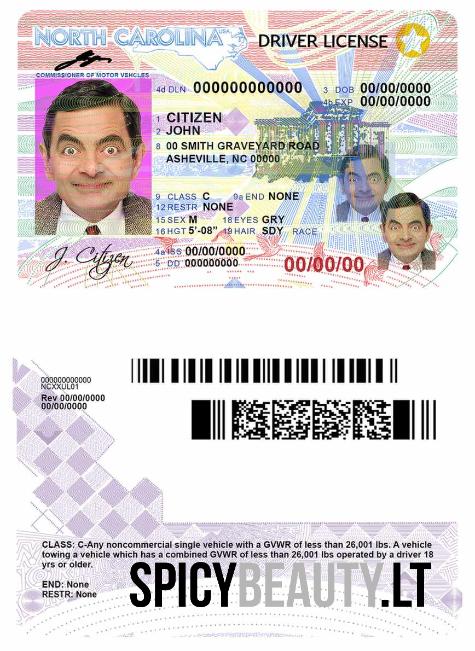 NORTH CAROLINA USA DRIVER LICENSE
COMMISSIONER OF MOTOR VEHICLES
4d DLN 000000000000 3 DOB 00/00/0000
4b EXP 00/00/0000
1 CITIZEN
2 JOHN
8 00 SMITH GRAVEYARD ROAD
ASHEVILLE, NC 00000
9 CLASS C 9a END NONE
12 RESTR NONE
15 SEX M 18 EYES GRY
16 HGT 5'-08" 19 HAIR SDY RACE
J. Citizen
4a ISS 00/00/0000
5 DD 0000000000
00/00/00
000000000000
NCXXUL01
Rev 00/00/0000
00/00/0000
CLASS: C-Any noncommercial single vehicle with a GVWR of less than 26,001 lbs. A vehicle
towing a vehicle which has a combined GVWR of less than 26,001 lbs operated by a driver 18
yrs or older.
END: None
RESTR: None
SPICYBEAUTY.LT